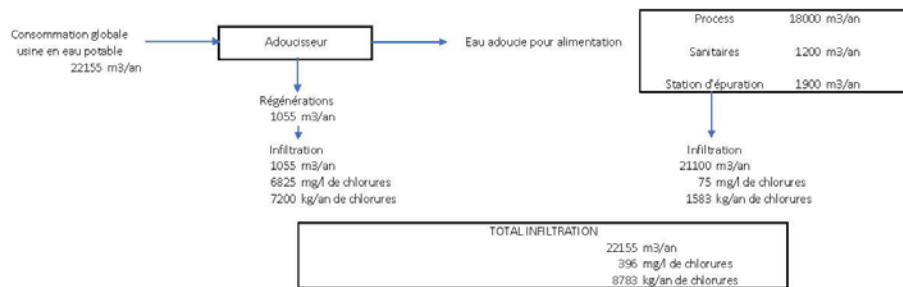 Consommation globale
usine en eau potable
22155 m3/an
Adoucisseur
Eau adoucie pour alimentation
Process 18000 m3/an
Sanitaires 1200 m3/an
Station d'épuration 1900 m3/an
Régénérations
1055 m3/an
Infiltration
1055 m3/an
6825 mg/l de chlorures
7200 kg/an de chlorures
Infiltration
21100 m3/an
75 mg/l de chlorures
1583 kg/an de chlorures
TOTAL INFILTRATION
22155 m3/an
396 mg/l de chlorures
8783 kg/an de chlorures